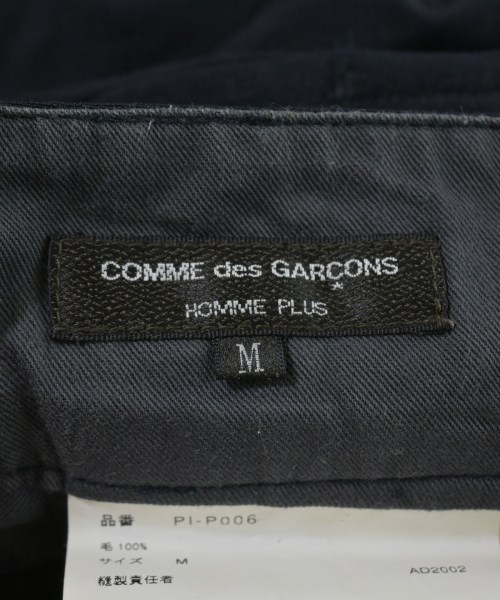 COMME des GARÇONS
HOMME PLUS
M
品番 PI-P006
毛 100%
サイズ M AD2002
縫製責任者